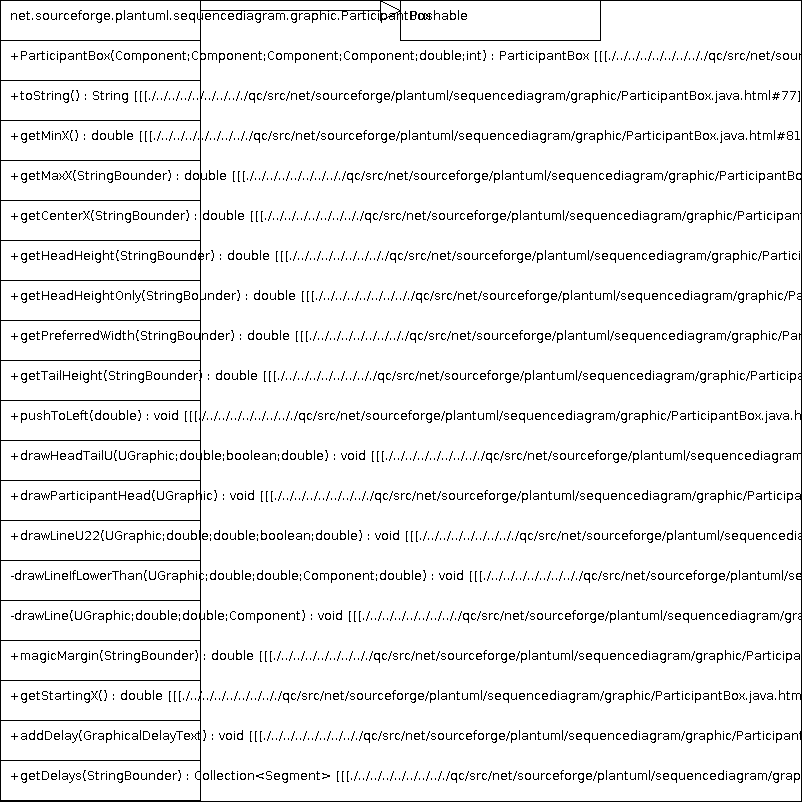 net.sourceforge.plantuml.sequencediagram.graphic.ParticipantBox
Pushable
+ParticipantBox(Component;Component;Component;Component;double;int) : ParticipantBox [[[./../../../../../../../qc/src/net/sour
+toString() : String [[[./../../../../../../../qc/src/net/sourceforge/plantuml/sequencediagram/graphic/ParticipantBox.java.html#77]
+getMinX() : double [[[./../../../../../../../qc/src/net/sourceforge/plantuml/sequencediagram/graphic/ParticipantBox.java.html#81
+getMaxX(StringBounder) : double [[[./../../../../../../../qc/src/net/sourceforge/plantuml/sequencediagram/graphic/ParticipantBo
+getCenterX(StringBounder) : double [[[./../../../../../../../qc/src/net/sourceforge/plantuml/sequencediagram/graphic/Participan
+getHeadHeight(StringBounder) : double [[[./../../../../../../../qc/src/net/sourceforge/plantuml/sequencediagram/graphic/Partici
+getHeadHeightOnly(StringBounder) : double [[[./../../../../../../../qc/src/net/sourceforge/plantuml/sequencediagram/graphic/Pa
+getPreferredWidth(StringBounder) : double [[[./../../../../../../../qc/src/net/sourceforge/plantuml/sequencediagram/graphic/Par
+getTailHeight(StringBounder) : double [[[./../../../../../../../qc/src/net/sourceforge/plantuml/sequencediagram/graphic/Participa
+pushToLeft(double) : void [[[./../../../../../../../qc/src/net/sourceforge/plantuml/sequencediagram/graphic/ParticipantBox.java.h
+drawHeadTailU(UGraphic;double;boolean;double) : void [[[./../../../../../../../qc/src/net/sourceforge/plantuml/sequencediagram
+drawParticipantHead(UGraphic) : void [[[./../../../../../../../qc/src/net/sourceforge/plantuml/sequencediagram/graphic/Participa
+drawLineU22(UGraphic;double;double;boolean;double) : void [[[./../../../../../../../qc/src/net/sourceforge/plantuml/sequencedia
-drawLineIfLowerThan(UGraphic;double;double;Component;double) : void [[[./../../../../../../../qc/src/net/sourceforge/plantuml/se
-drawLine(UGraphic;double;double;Component) : void [[[./../../../../../../../qc/src/net/sourceforge/plantuml/sequencediagram/gra
+magicMargin(StringBounder) : double [[[./../../../../../../../qc/src/net/sourceforge/plantuml/sequencediagram/graphic/Participa
+getStartingX() : double [[[./../../../../../../../qc/src/net/sourceforge/plantuml/sequencediagram/graphic/ParticipantBox.java.htm
+addDelay(GraphicalDelayText) : void [[[./../../../../../../../qc/src/net/sourceforge/plantuml/sequencediagram/graphic/Participant
+getDelays(StringBounder) : Collection<Segment> [[[./../../../../../../../qc/src/net/sourceforge/plantuml/sequencediagram/grap